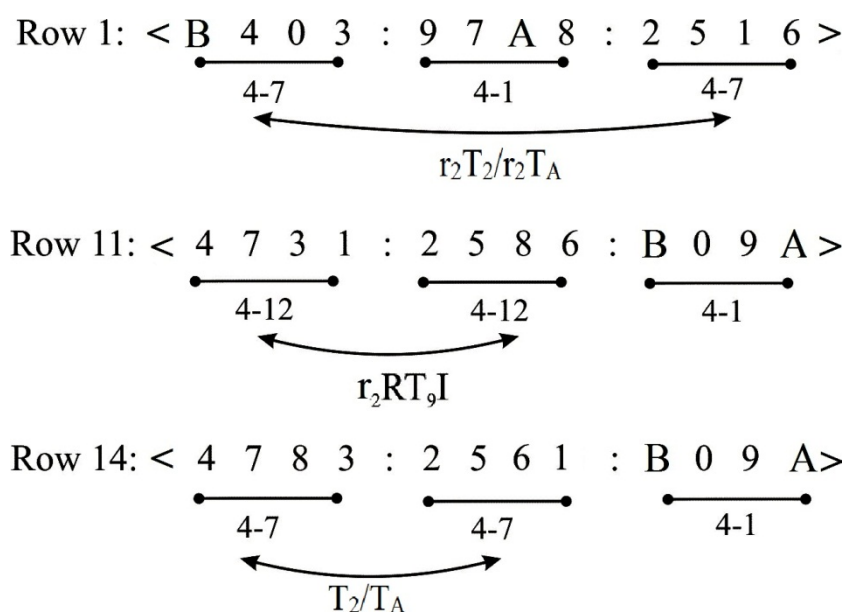 Row 1: < B 4 0 3 : 9 7 A 8 : 2 5 1 6 >
4-7 4-1 4-7
r₂T₂/r₂T_A
Row 11: < 4 7 3 1 : 2 5 8 6 : B 0 9 A >
4-12 4-12 4-1
r₂RT₉I
Row 14: < 4 7 8 3 : 2 5 6 1 : B 0 9 A>
4-7 4-7 4-1
T₂/T_A